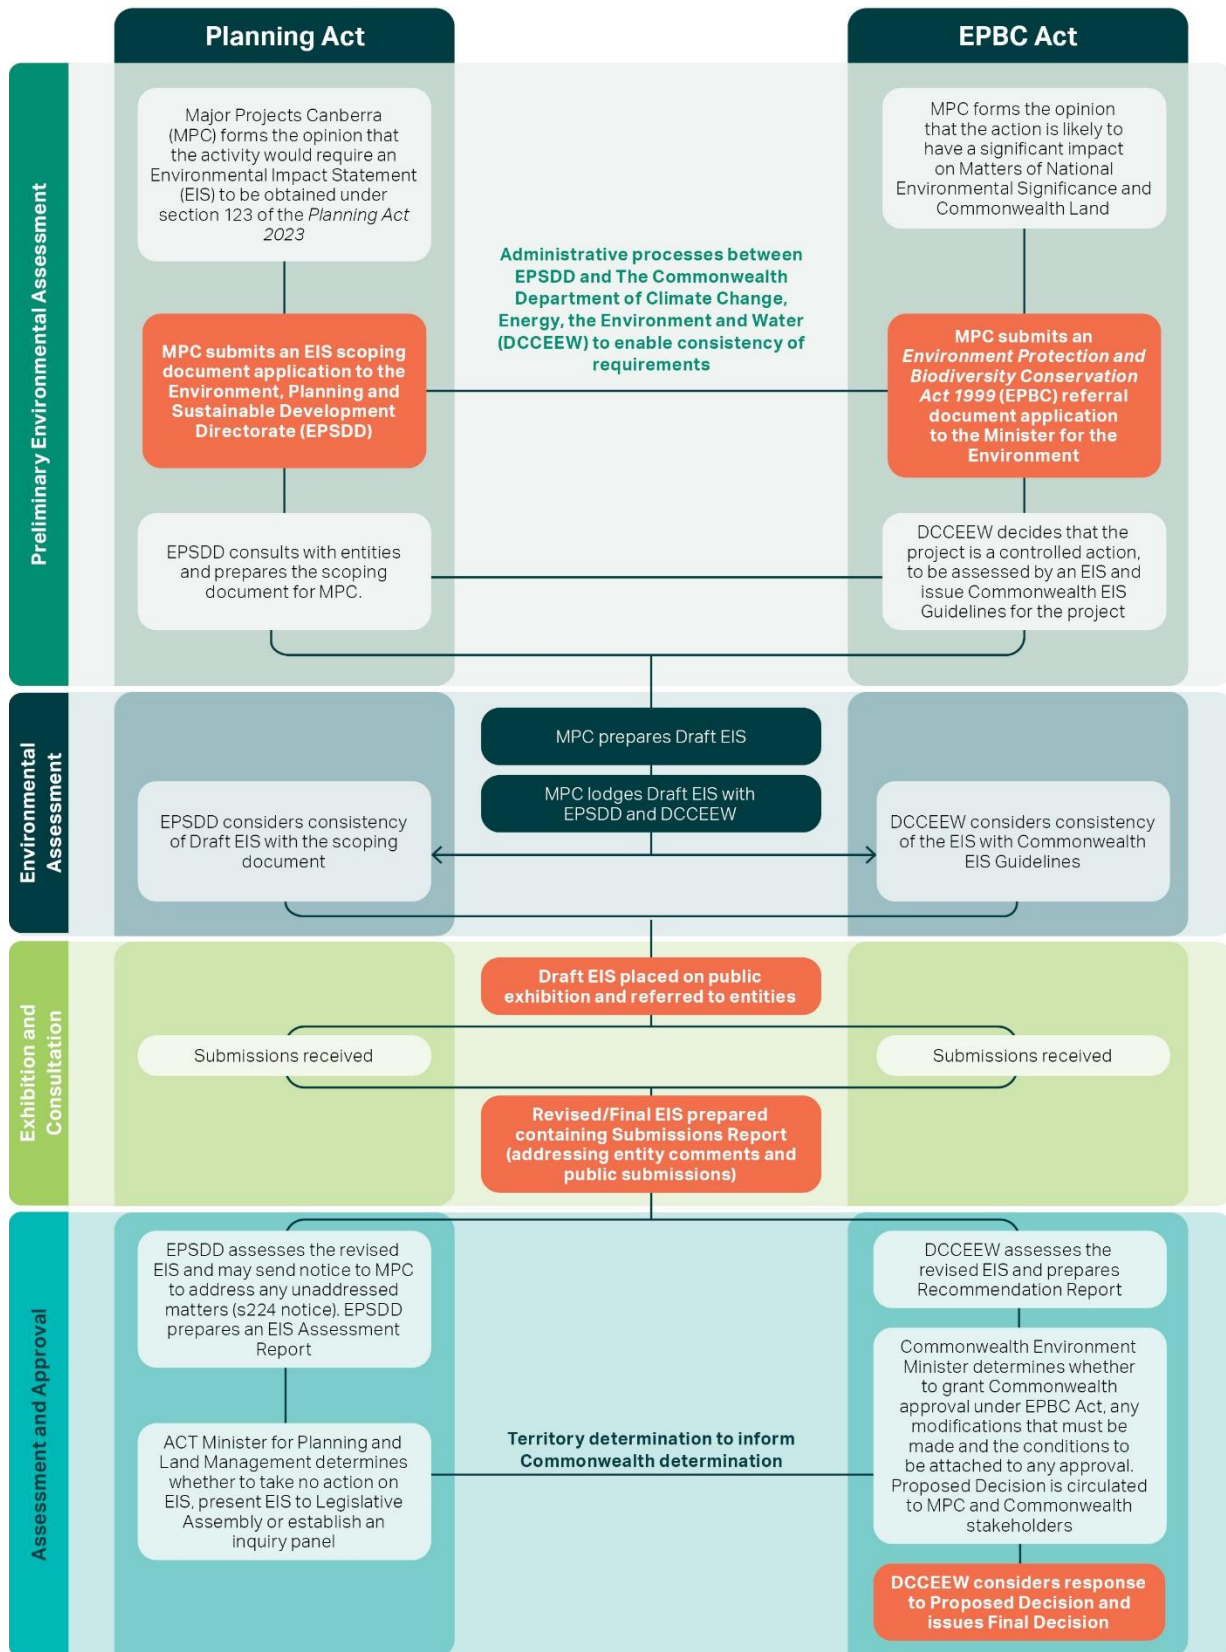 Planning Act
EPBC Act
Preliminary Environmental Assessment
Major Projects Canberra
(MPC) forms the opinion that
the activity would require an
Environmental Impact Statement
(EIS) to be obtained under
section 123 of the Planning Act
2023
MPC forms the opinion
that the action is likely to
have a significant impact
on Matters of National
Environmental Significance and
Commonwealth Land
Administrative processes between
EPSDD and The Commonwealth
Department of Climate Change,
Energy, the Environment and Water
(DCCEEW) to enable consistency of
requirements
MPC submits an EIS scoping
document application to the
Environment, Planning and
Sustainable Development
Directorate (EPSDD)
MPC submits an
Environment Protection and
Biodiversity Conservation
Act 1999 (EPBC) referral
document application
to the Minister for the
Environment
EPSDD consults with entities
and prepares the scoping
document for MPC.
DCCEEW decides that the
project is a controlled action,
to be assessed by an EIS and
issue Commonwealth EIS
Guidelines for the project
Environmental
Assessment
MPC prepares Draft EIS
MPC lodges Draft EIS with
EPSDD and DCCEEW
EPSDD considers consistency
of Draft EIS with the scoping
document
DCCEEW considers consistency
of the EIS with Commonwealth
EIS Guidelines
Exhibition and
Consultation
Draft EIS placed on public
exhibition and referred to entities
Submissions received
Submissions received
Revised/Final EIS prepared
containing Submissions Report
(addressing entity comments and
public submissions)
Assessment and Approval
EPSDD assesses the revised
EIS and may send notice to MPC
to address any unaddressed
matters (s224 notice). EPSDD
prepares an EIS Assessment
Report
DCCEEW assesses the
revised EIS and prepares
Recommendation Report
ACT Minister for Planning and
Land Management determines
whether to take no action on
EIS, present EIS to Legislative
Assembly or establish an
inquiry panel
Territory determination to inform
Commonwealth determination
Commonwealth Environment
Minister determines whether
to grant Commonwealth
approval under EPBC Act, any
modifications that must be
made and the conditions to
be attached to any approval.
Proposed Decision is circulated
to MPC and Commonwealth
stakeholders
DCCEEW considers response
to Proposed Decision and
issues Final Decision